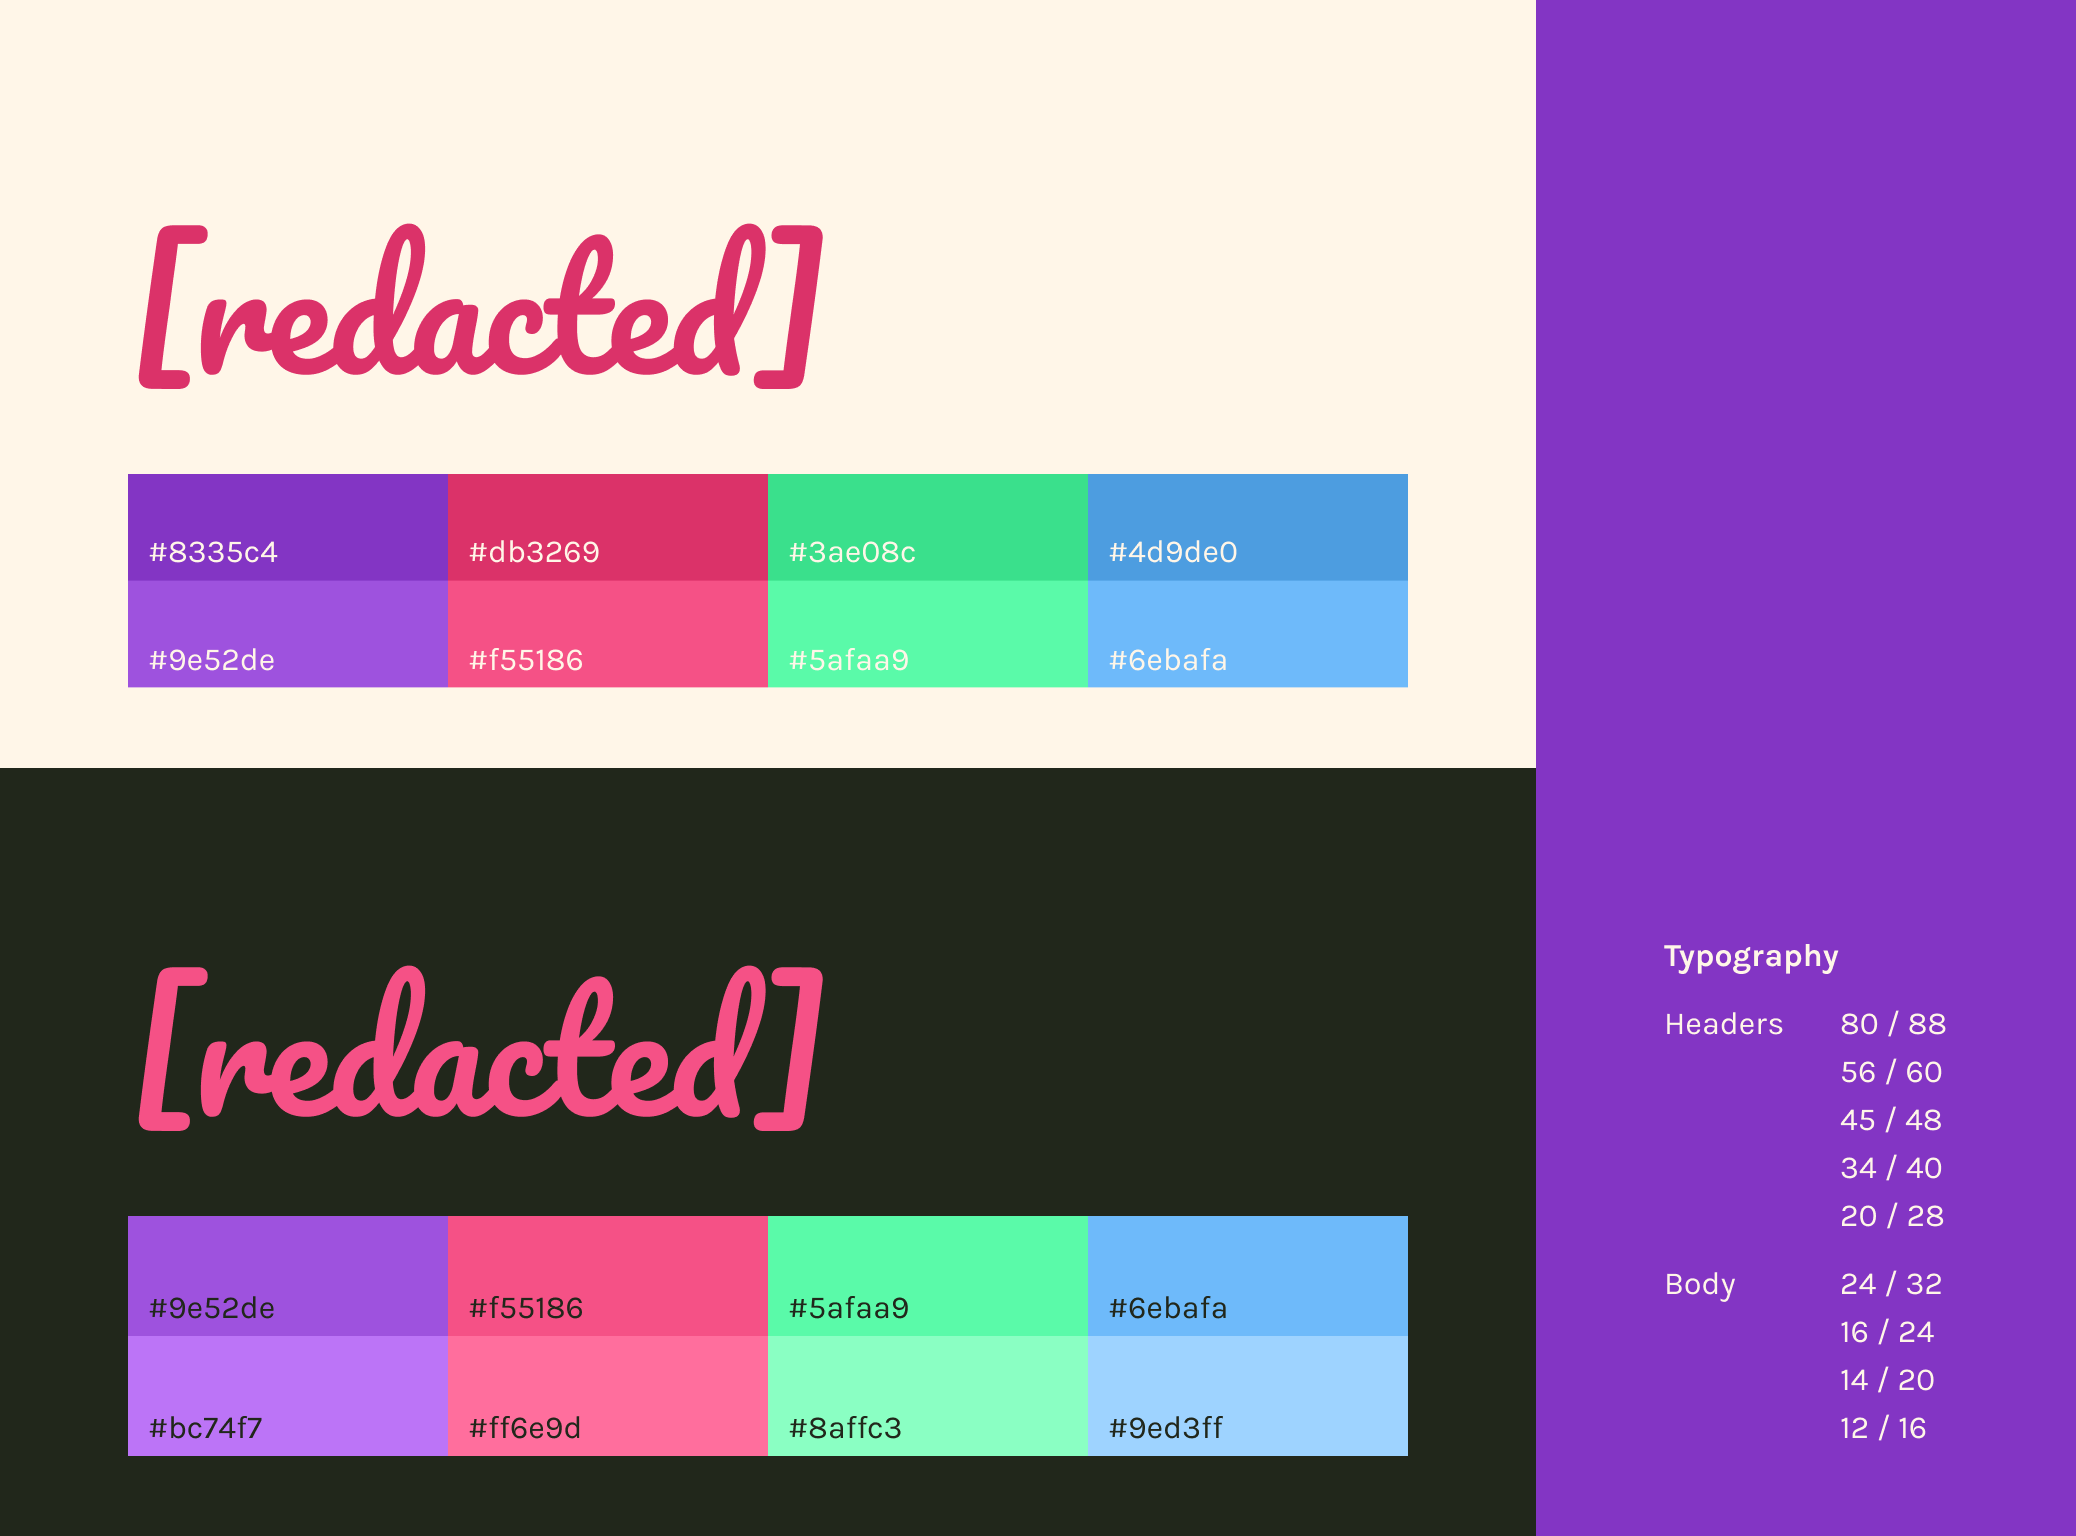 [redacted]
#8335c4 #db3269 #3ae08c #4d9de0
#9e52de #f55186 #5afaa9 #6ebafa
[redacted]
#9e52de #f55186 #5afaa9 #6ebafa
#bc74f7 #ff6e9d #8affc3 #9ed3ff
Typography
Headers 80 / 88
56 / 60
45 / 48
34 / 40
20 / 28
Body 24 / 32
16 / 24
14 / 20
12 / 16